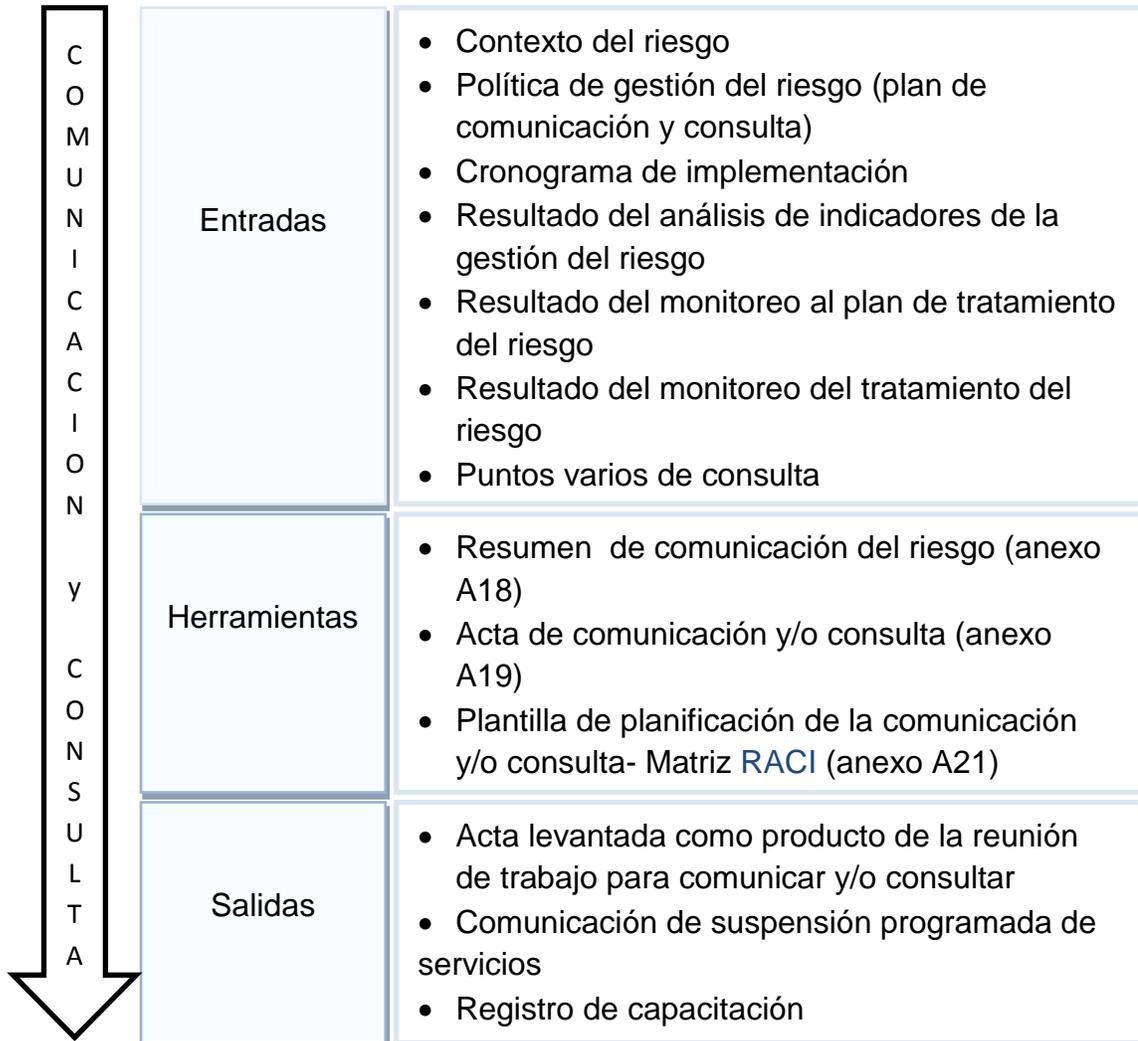 COMUNICACION y CONSULTA
Entradas
• Contexto del riesgo
• Política de gestión del riesgo (plan de
comunicación y consulta)
• Cronograma de implementación
• Resultado del análisis de indicadores de la
gestión del riesgo
• Resultado del monitoreo al plan de tratamiento
del riesgo
• Resultado del monitoreo del tratamiento del
riesgo
• Puntos varios de consulta
Herramientas
• Resumen de comunicación del riesgo (anexo
A18)
• Acta de comunicación y/o consulta (anexo
A19)
• Plantilla de planificación de la comunicación
y/o consulta- Matriz RACI (anexo A21)
Salidas
• Acta levantada como producto de la reunión
de trabajo para comunicar y/o consultar
• Comunicación de suspensión programada de
servicios
• Registro de capacitación